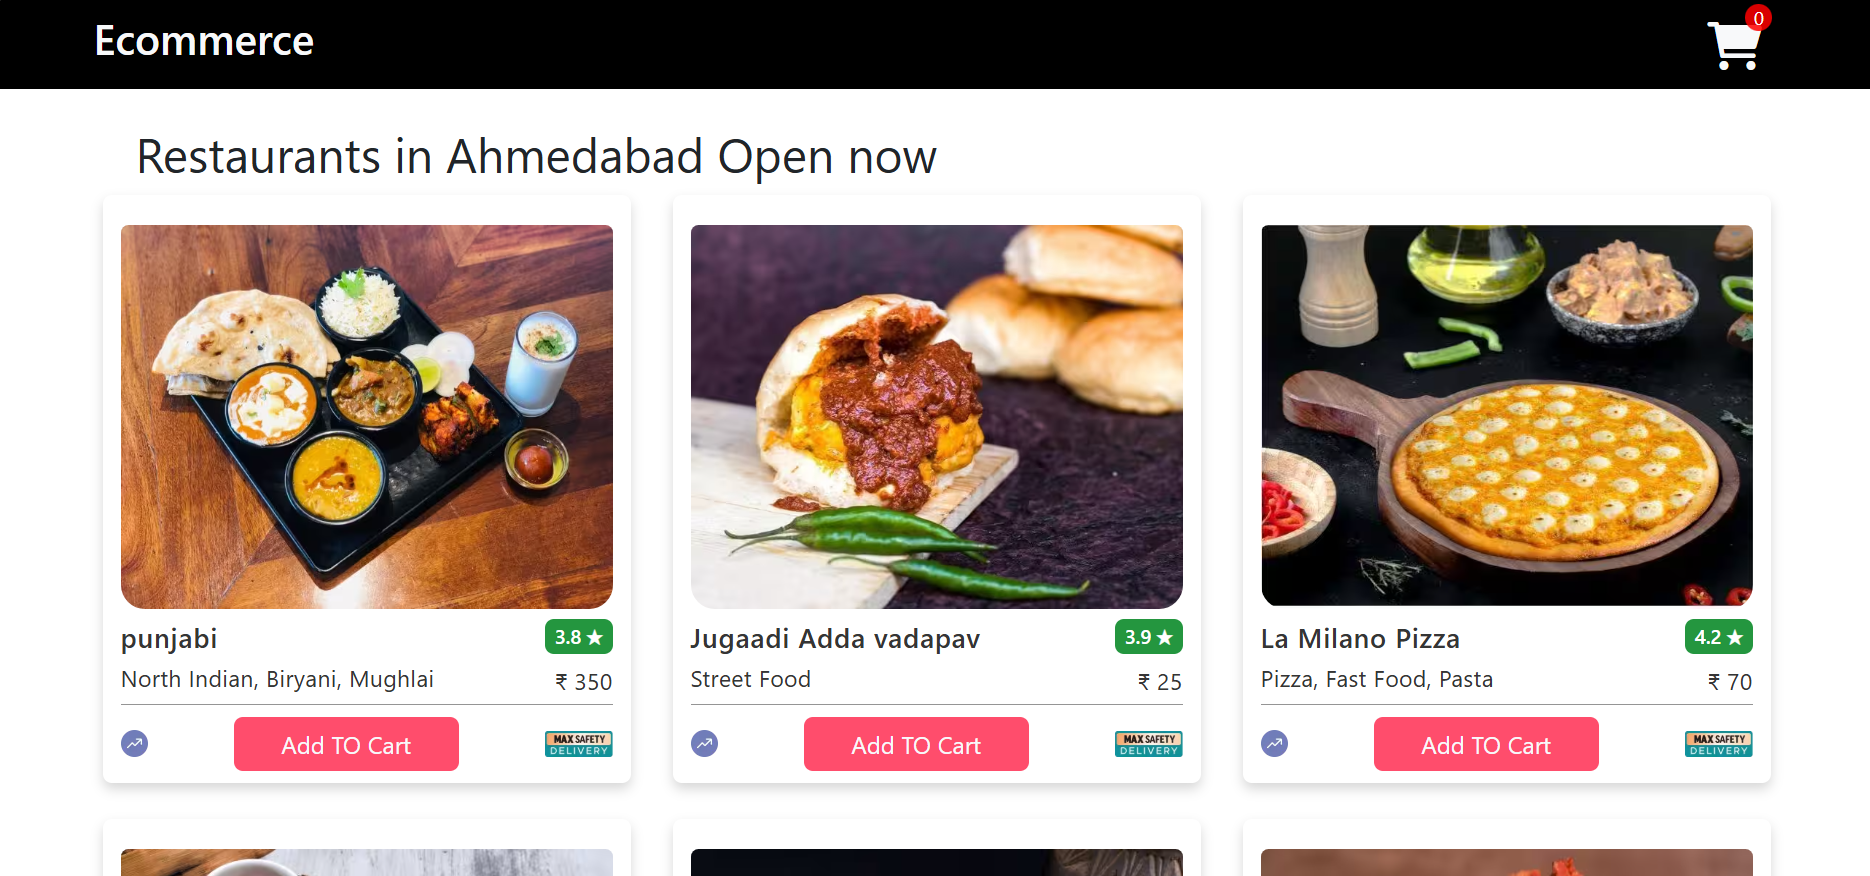 Ecommerce
0
Restaurants in Ahmedabad Open now
punjabi
3.8 ★
North Indian, Biryani, Mughlai
₹ 350
Add TO Cart
MAX SAFETY
DELIVERY
Jugaadi Adda vadapav
3.9 ★
Street Food
₹ 25
Add TO Cart
MAX SAFETY
DELIVERY
La Milano Pizza
4.2 ★
Pizza, Fast Food, Pasta
₹ 70
Add TO Cart
MAX SAFETY
DELIVERY